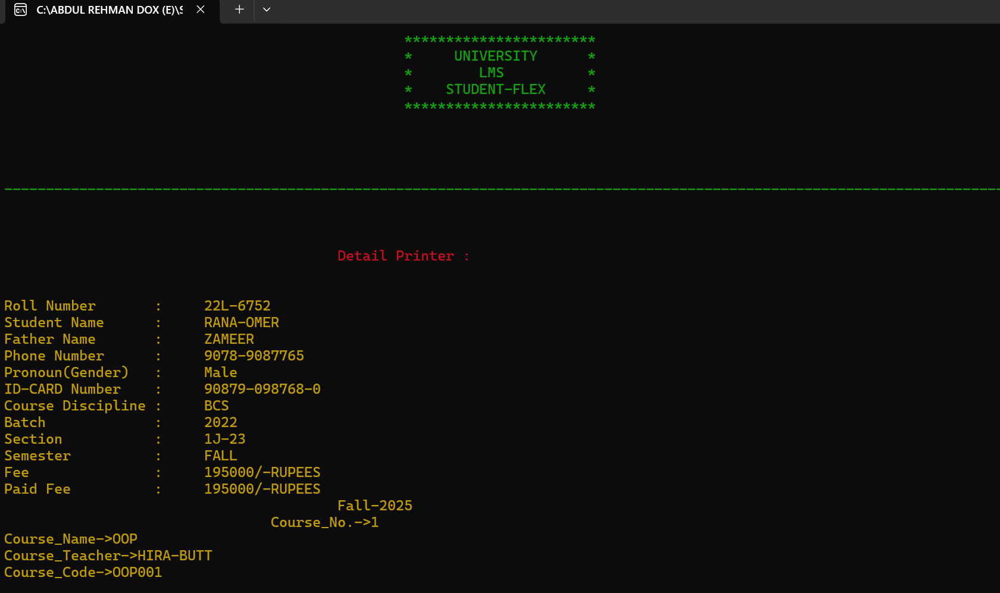 C:\ABDUL REHMAN DOX (E)\S
***********************
* UNIVERSITY *
* LMS *
* STUDENT-FLEX *
***********************
------------------------------------------------------------------------------------------------------------------------
Detail Printer :
Roll Number : 22L-6752
Student Name : RANA-OMER
Father Name : ZAMEER
Phone Number : 9078-9087765
Pronoun(Gender) : Male
ID-CARD Number : 90879-098768-0
Course Discipline : BCS
Batch : 2022
Section : 1J-23
Semester : FALL
Fee : 195000/-RUPEES
Paid Fee : 195000/-RUPEES
Fall-2025
Course_No.->1
Course_Name->OOP
Course_Teacher->HIRA-BUTT
Course_Code->OOP001